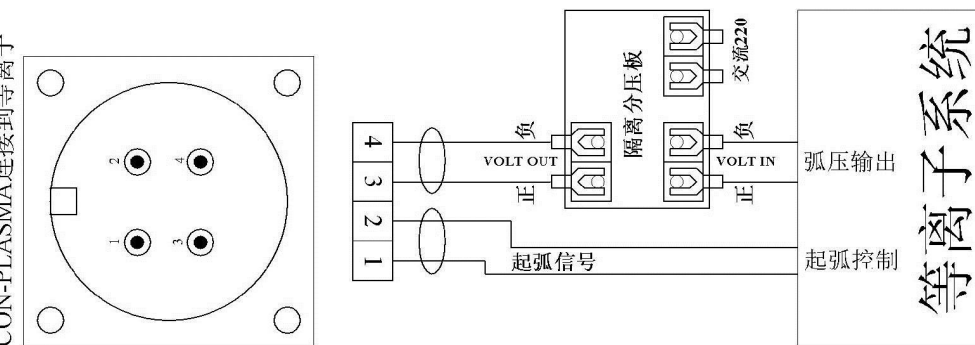 CON-PLASMA连接到等离子
2
4
1
3
4
3
2
1
负
VOLT OUT
正
隔离分压板
交流220
负
VOLT IN
正
起弧信号
弧压输出
起弧控制
等离子系统